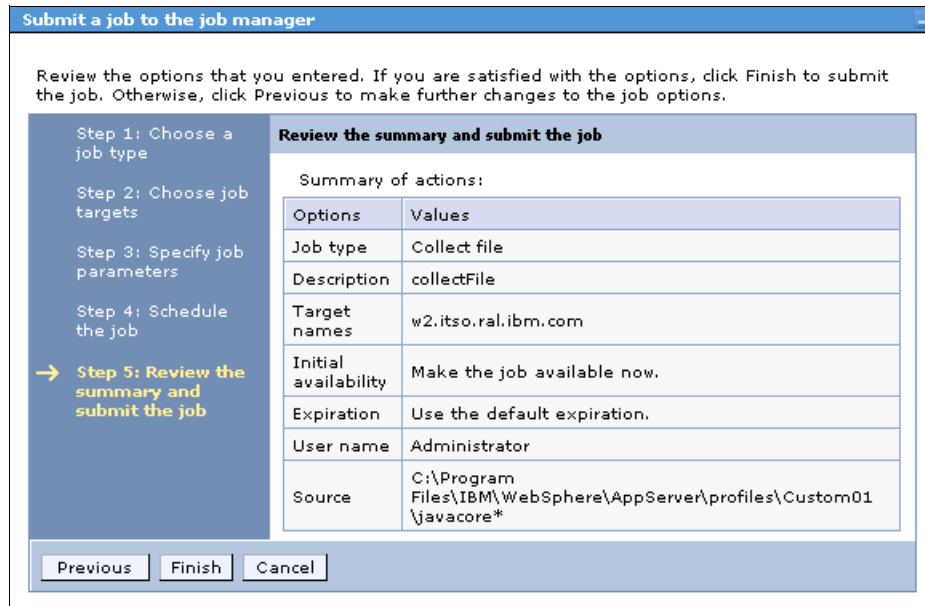 Submit a job to the job manager
Review the options that you entered. If you are satisfied with the options, click Finish to submit
the job. Otherwise, click Previous to make further changes to the job options.
Step 1: Choose a
job type
Step 2: Choose job
targets
Step 3: Specify job
parameters
Step 4: Schedule
the job
Step 5: Review the
summary and
submit the job
Review the summary and submit the job
Summary of actions:
Options Values
Job type Collect file
Description collectFile
Target
names w2.itso.ral.ibm.com
Initial
availability Make the job available now.
Expiration Use the default expiration.
User name Administrator
Source C:\Program
Files\IBM\WebSphere\AppServer\profiles\Custom01
\javacore*
Previous Finish Cancel